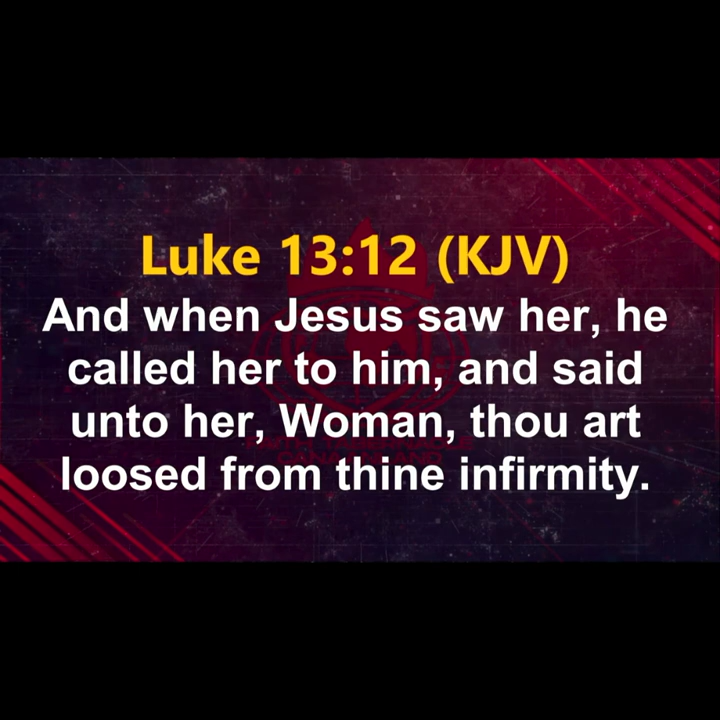 Luke 13:12 (KJV)
And when Jesus saw her, he
called her to him, and said
unto her, Woman, thou art
loosed from thine infirmity.